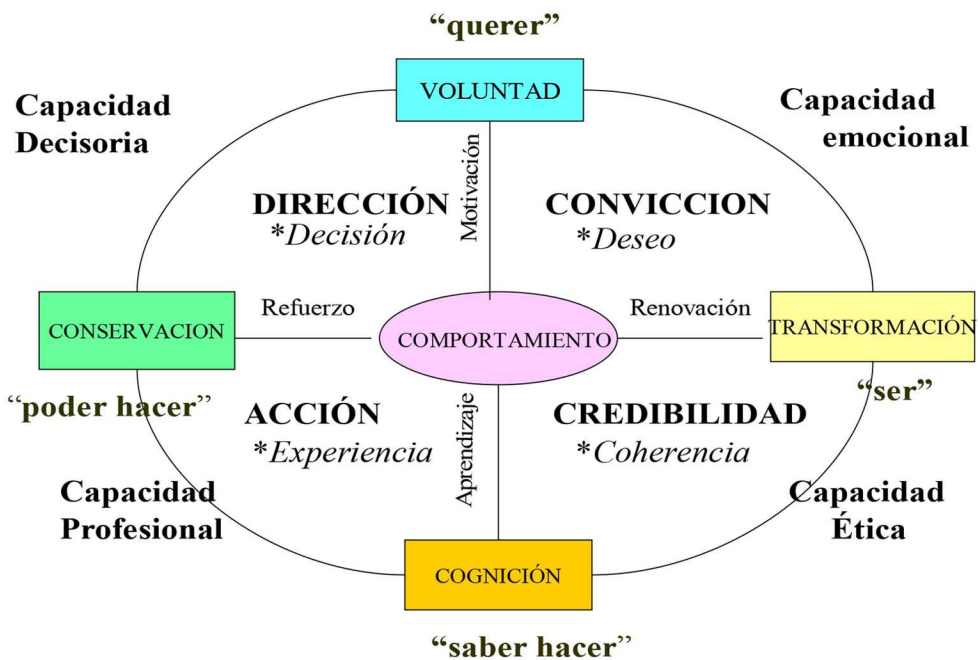 “querer”
VOLUNTAD
Capacidad
Decisoria
Capacidad
emocional
Motivación
DIRECCIÓN
*Decisión
CONVICCION
*Deseo
CONSERVACION
Refuerzo
COMPORTAMIENTO
Renovación
TRANSFORMACIÓN
“poder hacer”
“ser”
ACCIÓN
*Experiencia
Aprendizaje
CREDIBILIDAD
*Coherencia
Capacidad
Profesional
Capacidad
Ética
COGNICIÓN
“saber hacer”